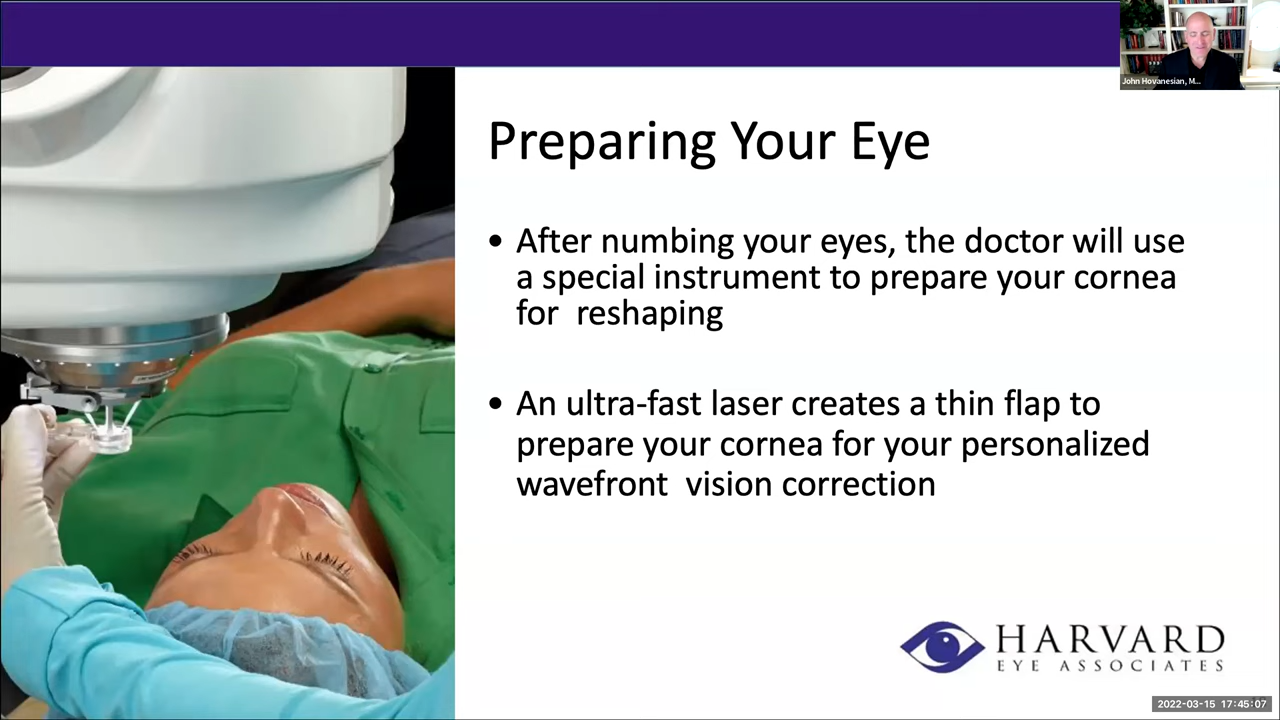 John Hovanesian, M...
Preparing Your Eye
• After numbing your eyes, the doctor will use
a special instrument to prepare your cornea
for reshaping
• An ultra-fast laser creates a thin flap to
prepare your cornea for your personalized
wavefront vision correction
HARVARD
EYE ASSOCIATES
2022-03-15 17:45:07